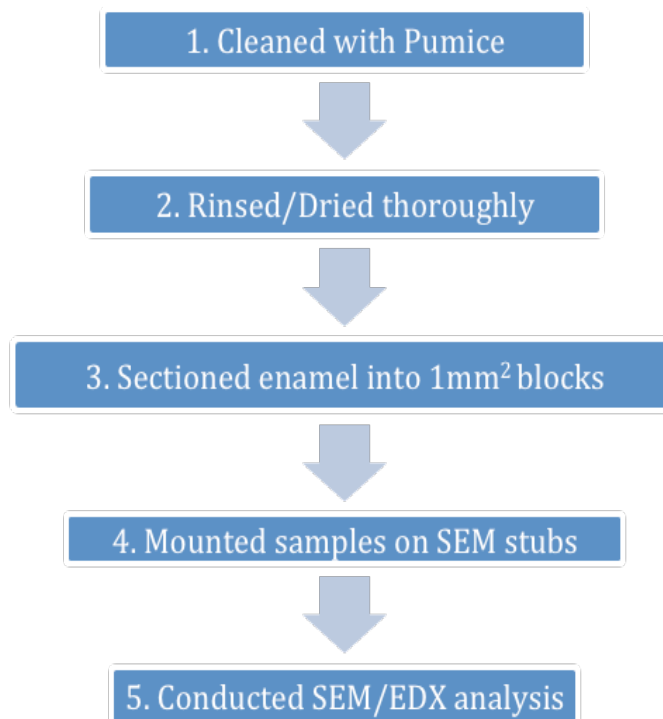 1. Cleaned with Pumice
2. Rinsed/Dried thoroughly
3. Sectioned enamel into 1mm² blocks
4. Mounted samples on SEM stubs
5. Conducted SEM/EDX analysis